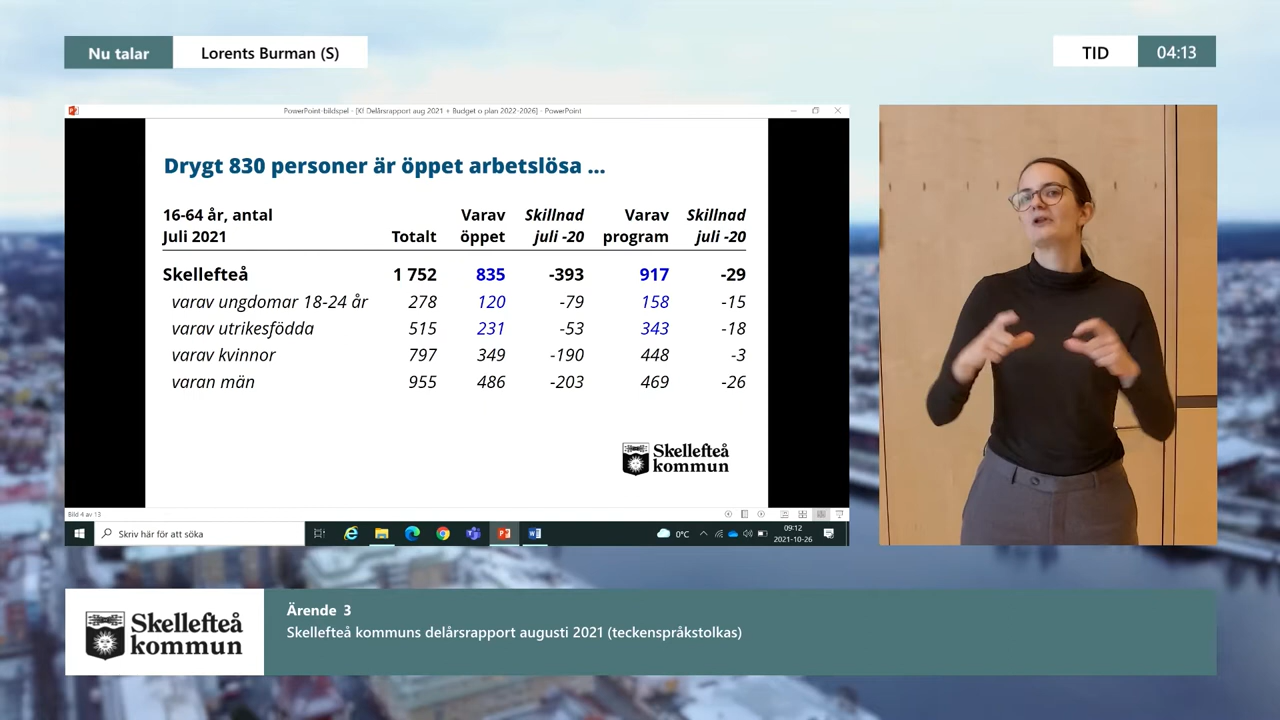 Nu talar
Lorents Burman (S)
TID
04:13
PowerPoint-bildspel - [K! Delårsrapport aug 2021 + Budget o plan 2022-2026] - PowerPoint
Drygt 830 personer är öppet arbetslösa ...
16-64 år, antal Varav Skillnad Varav Skillnad
Juli 2021 Totalt öppet juli -20 program juli -20
Skellefteå 1 752 835 -393 917 -29
varav ungdomar 18-24 år 278 120 -79 158 -15
varav utrikesfödda 515 231 -53 343 -18
varav kvinnor 797 349 -190 448 -3
varan män 955 486 -203 469 -26
Skellefteå
kommun
Bild 4 av 13
Skriv här för att söka
0°C
09:12
2021-10-26
Skellefteå
kommun
Ärende 3
Skellefteå kommuns delårsrapport augusti 2021 (teckenspråkstolkas)